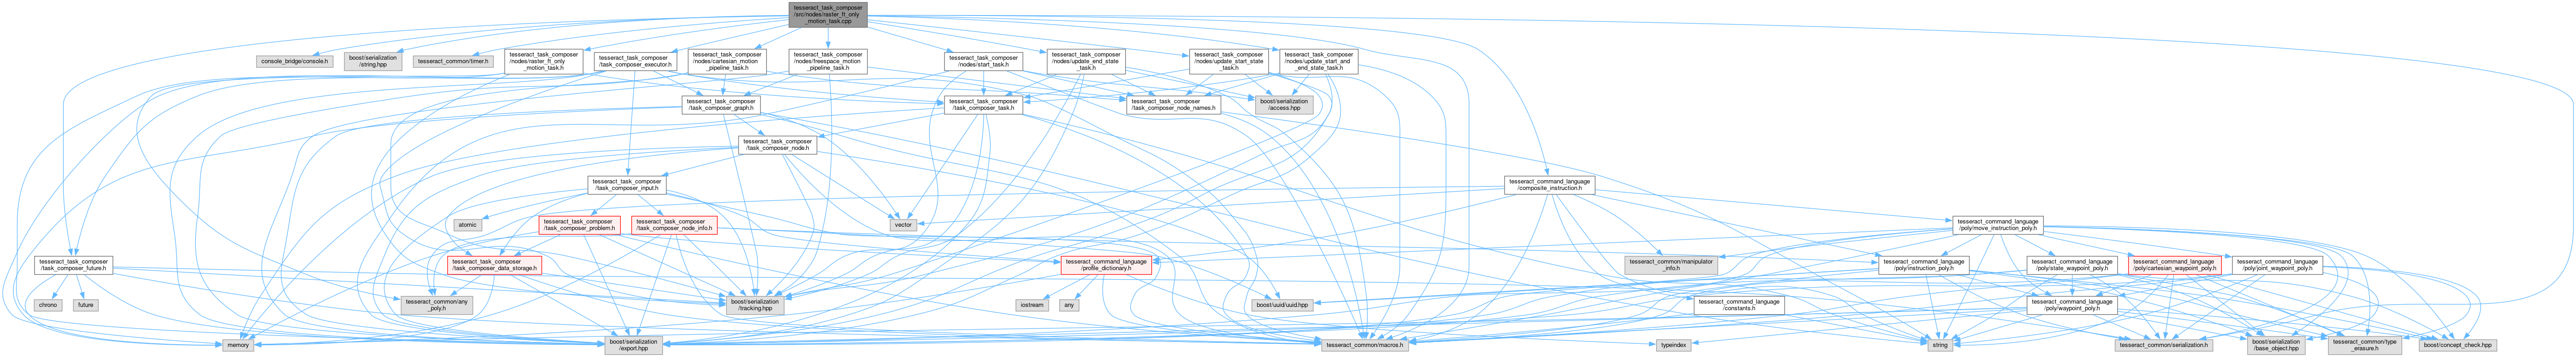 tesseract_task_composer
/src/nodes/raster_ft_only
_motion_task.cpp
console_bridge/console.h
boost/serialization
/string.hpp
tesseract_common/timer.h
tesseract_task_composer
/nodes/raster_ft_only
_motion_task.h
tesseract_task_composer
/task_composer_executor.h
tesseract_task_composer
/nodes/cartesian_motion
_pipeline_task.h
tesseract_task_composer
/nodes/freespace_motion
_pipeline_task.h
tesseract_task_composer
/nodes/start_task.h
tesseract_task_composer
/nodes/update_end_state
_task.h
tesseract_task_composer
/nodes/update_start_state
_task.h
tesseract_task_composer
/nodes/update_start_and
_end_state_task.h
tesseract_task_composer
/task_composer_graph.h
tesseract_task_composer
/task_composer_task.h
tesseract_task_composer
/task_composer_node_names.h
boost/serialization
/access.hpp
tesseract_task_composer
/task_composer_node.h
tesseract_task_composer
/task_composer_input.h
tesseract_command_language
/composite_instruction.h
atomic
tesseract_task_composer
/task_composer_problem.h
tesseract_task_composer
/task_composer_node_info.h
vector
tesseract_command_language
/poly/move_instruction_poly.h
tesseract_task_composer
/task_composer_future.h
tesseract_task_composer
/task_composer_data_storage.h
tesseract_command_language
/profile_dictionary.h
tesseract_common/manipulator
_info.h
tesseract_command_language
/poly/instruction_poly.h
tesseract_command_language
/poly/state_waypoint_poly.h
tesseract_command_language
/poly/cartesian_waypoint_poly.h
tesseract_command_language
/poly/joint_waypoint_poly.h
chrono
future
tesseract_common/any
_poly.h
boost/serialization
/tracking.hpp
iostream
any
boost/uuid/uuid.hpp
tesseract_command_language
/constants.h
tesseract_command_language
/poly/waypoint_poly.h
memory
boost/serialization
/export.hpp
tesseract_common/macros.h
typeindex
string
tesseract_common/serialization.h
boost/serialization
/base_object.hpp
tesseract_common/type
_erasure.h
boost/concept_check.hpp